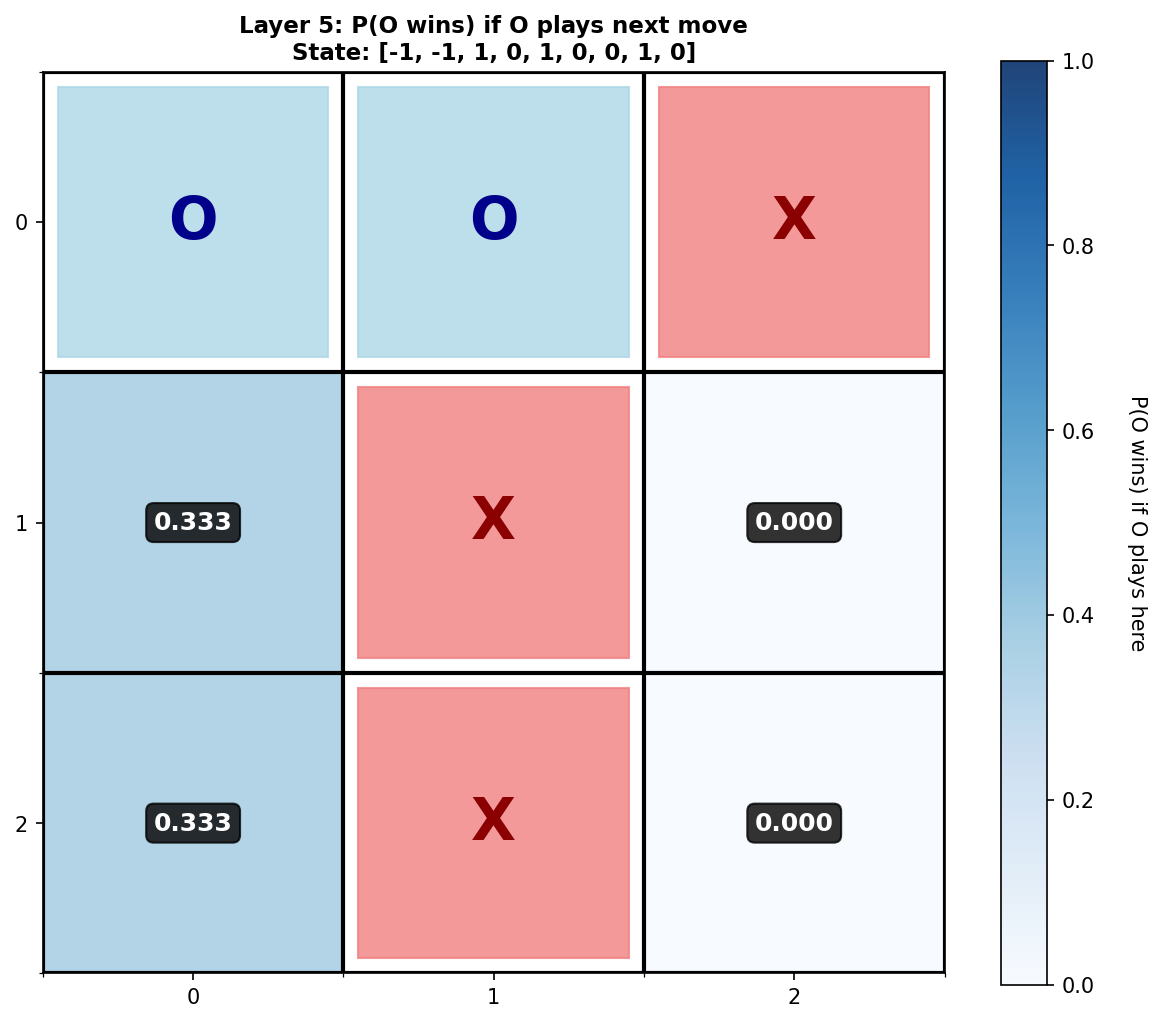 Layer 5: P(O wins) if O plays next move
State: [-1, -1, 1, 0, 1, 0, 0, 1, 0]
0
O
O
X
1
0.333
X
0.000
2
0.333
X
0.000
0
1
2
1.0
0.8
0.6
0.4
0.2
0.0
P(O wins) if O plays here